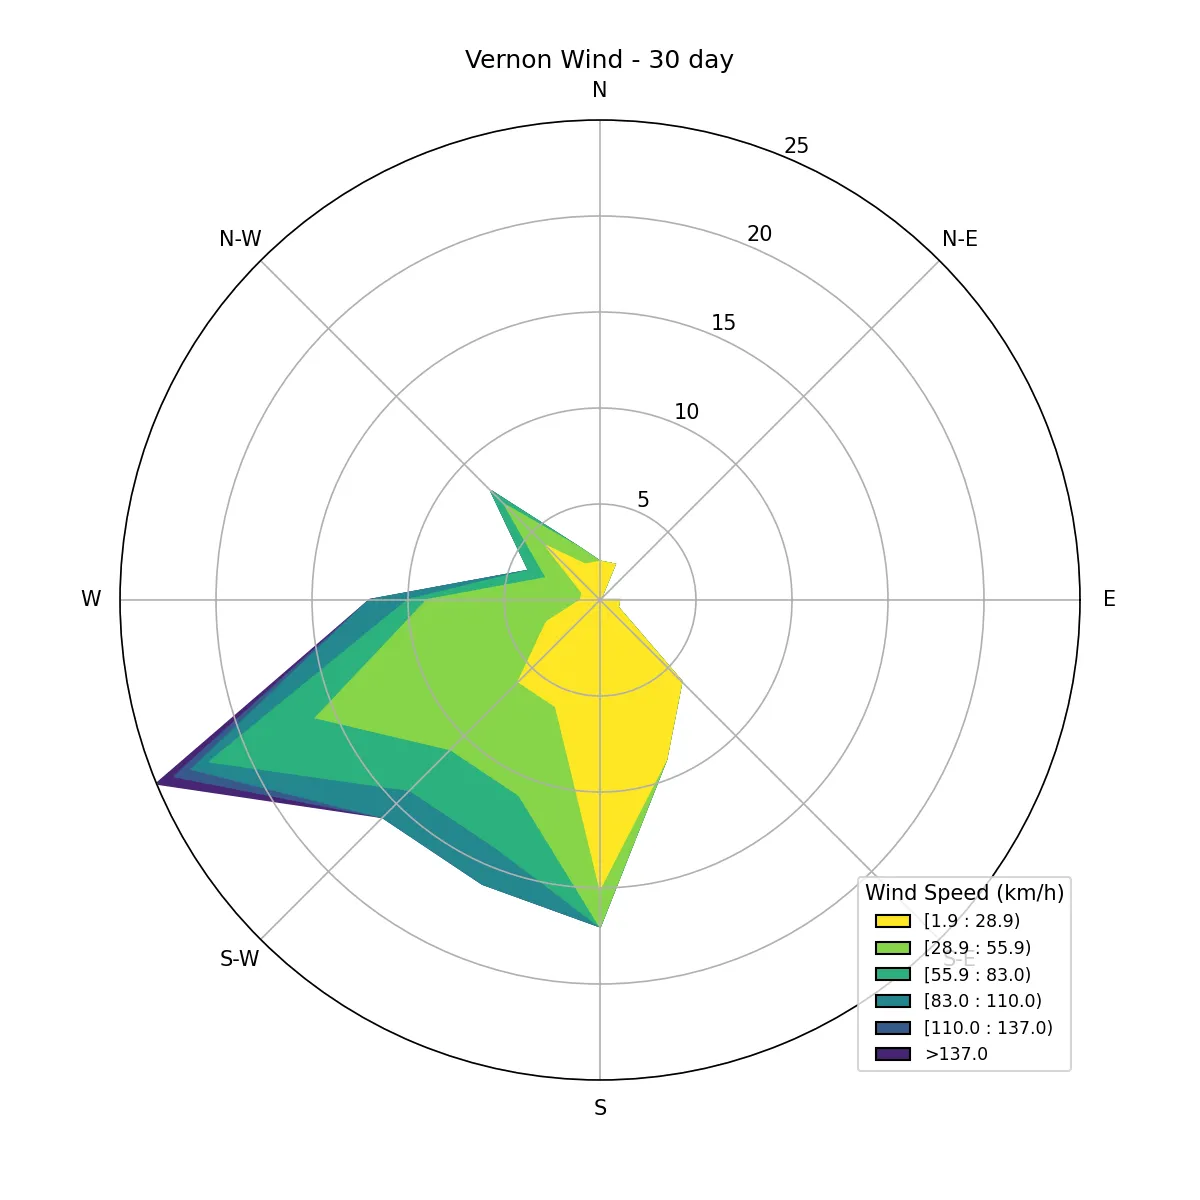 Vernon Wind - 30 day
N
25
N-W
N-E
20
15
10
5
W
E
S-W
S-E
S
Wind Speed (km/h)
[1.9 : 28.9)
[28.9 : 55.9)
[55.9 : 83.0)
[83.0 : 110.0)
[110.0 : 137.0)
>137.0